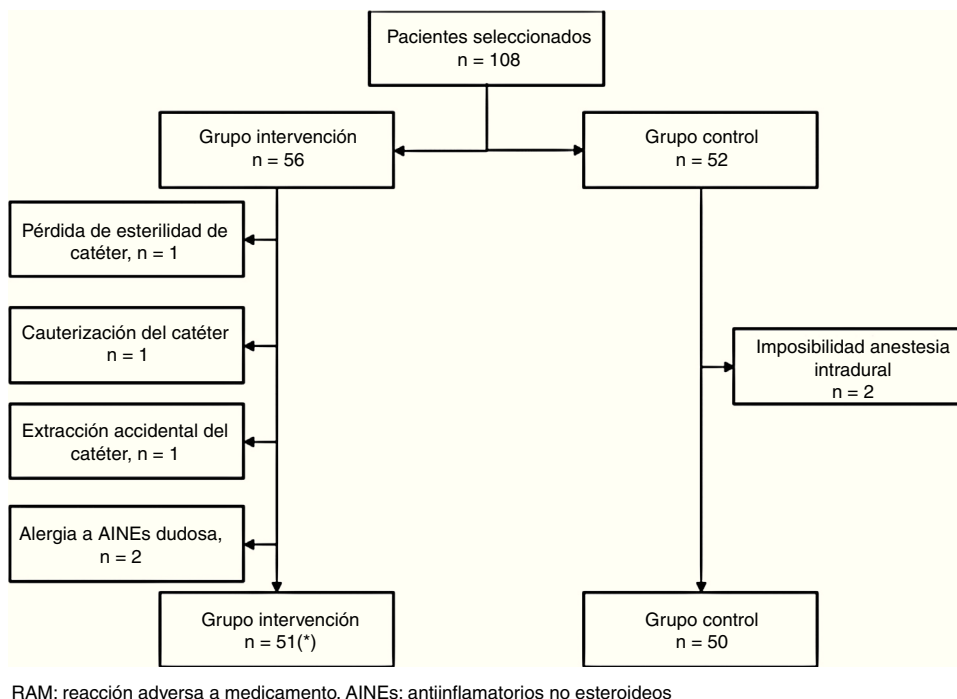 Pacientes seleccionados
n = 108
Grupo intervención
n = 56
Grupo control
n = 52
Pérdida de esterilidad de
catéter, n = 1
Cauterización del catéter
n = 1
Imposibilidad anestesia
intradural
n = 2
Extracción accidental del
catéter, n = 1
Alergia a AINEs dudosa,
n = 2
Grupo intervención
n = 51(*)
Grupo control
n = 50
RAM: reacción adversa a medicamento. AINEs: antiinflamatorios no esteroideos